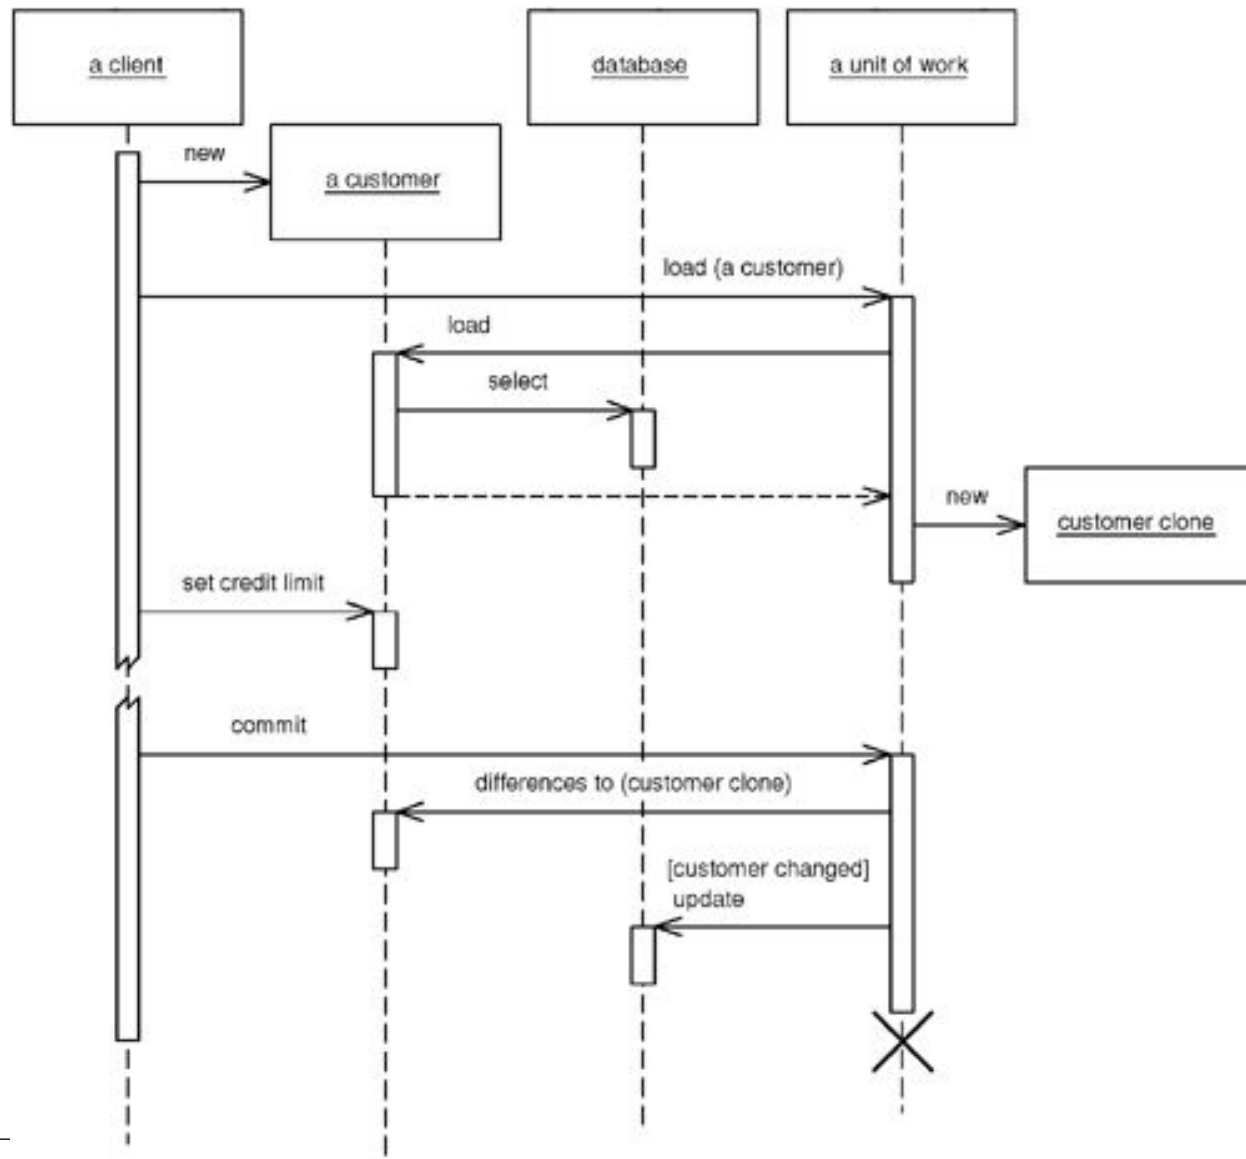 a client
database
a unit of work
new
a customer
load (a customer)
load
select
new
customer clone
set credit limit
commit
differences to (customer clone)
[customer changed]
update